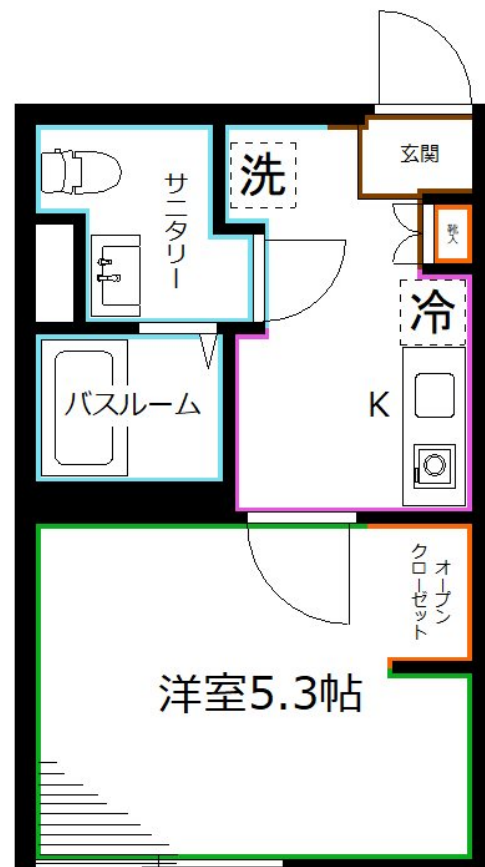 玄関
洗
サニタリー
靴入
冷
バスルーム
K
オープン
クローゼット
洋室5.3帖